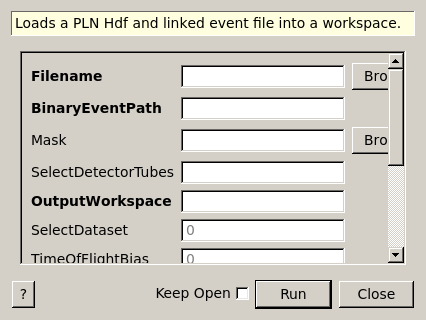 Loads a PLN Hdf and linked event file into a workspace.
Filename Bro
BinaryEventPath
Mask Bro
SelectDetectorTubes
OutputWorkspace
SelectDataset 0
TimeOfFlightBias 0
? Keep Open Run Close